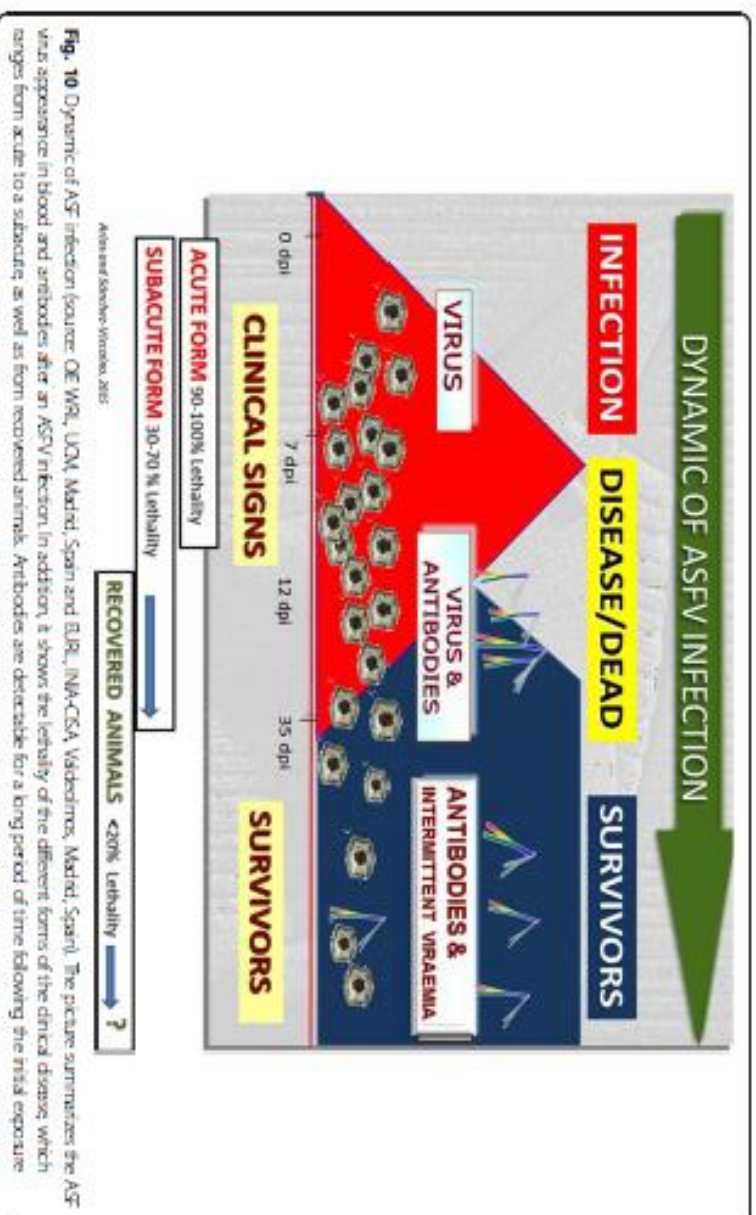 DYNAMIC OF ASFV INFECTION
INFECTION
DISEASE/DEAD
SURVIVORS
VIRUS
VIRUS &
ANTIBODIES
ANTIBODIES &
INTERMITTENT VIRAEMIA
0 dpi
7 dpi
12 dpi
35 dpi
CLINICAL SIGNS
SURVIVORS
ACUTE FORM 90-100% Lethality
SUBACUTE FORM 30-70 % Lethality
RECOVERED ANIMALS <20% Lethality ?
Arias and Sánchez-Vizcaíno, 2015
Fig. 10 Dynamic of ASF infection (source: OIE WRL, UCM, Madrid, Spain and EURL, INIA-CISA, Valdeolmos, Madrid, Spain). The picture summarizes the ASF
virus appearance in blood and antibodies after an ASFV infection. In addition, it shows the lethality of the different forms of the clinical disease, which
ranges from acute to a subacute, as well as from recovered animals. Antibodies are detectable for a long period of time following the initial exposure